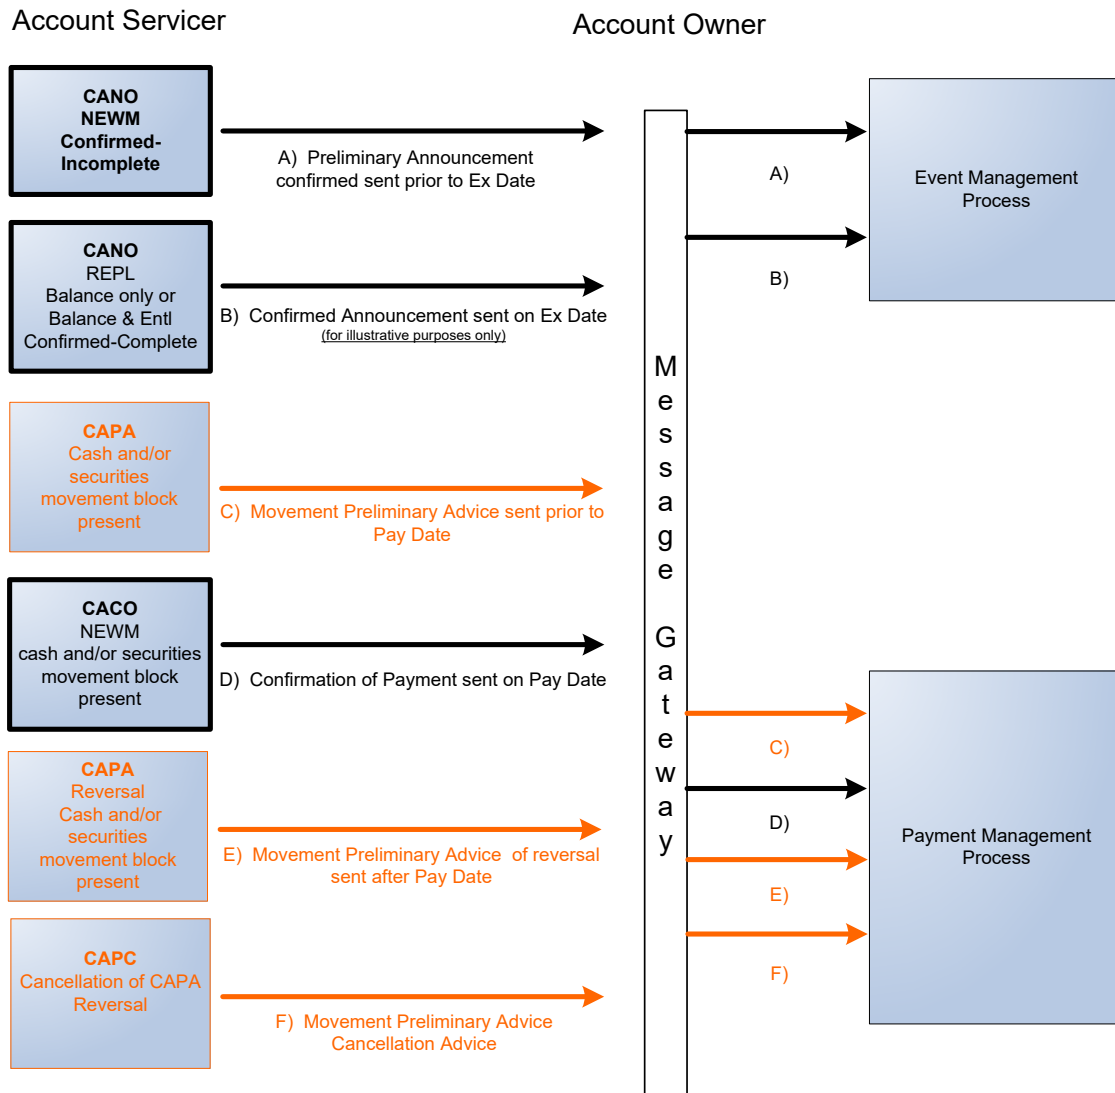 Account Servicer
Account Owner
CANO
NEWM
Confirmed-
Incomplete
A) Preliminary Announcement
confirmed sent prior to Ex Date
A)
Event Management
Process
CANO
REPL
Balance only or
Balance & Entl
Confirmed-Complete
B) Confirmed Announcement sent on Ex Date
(for illustrative purposes only)
B)
Message Gateway
CAPA
Cash and/or
securities
movement block
present
C) Movement Preliminary Advice sent prior to
Pay Date
CACO
NEWM
cash and/or securities
movement block
present
D) Confirmation of Payment sent on Pay Date
C)
D)
Payment Management
Process
CAPA
Reversal
Cash and/or
securities
movement block
present
E) Movement Preliminary Advice of reversal
sent after Pay Date
E)
CAPC
Cancellation of CAPA
Reversal
F) Movement Preliminary Advice
Cancellation Advice
F)